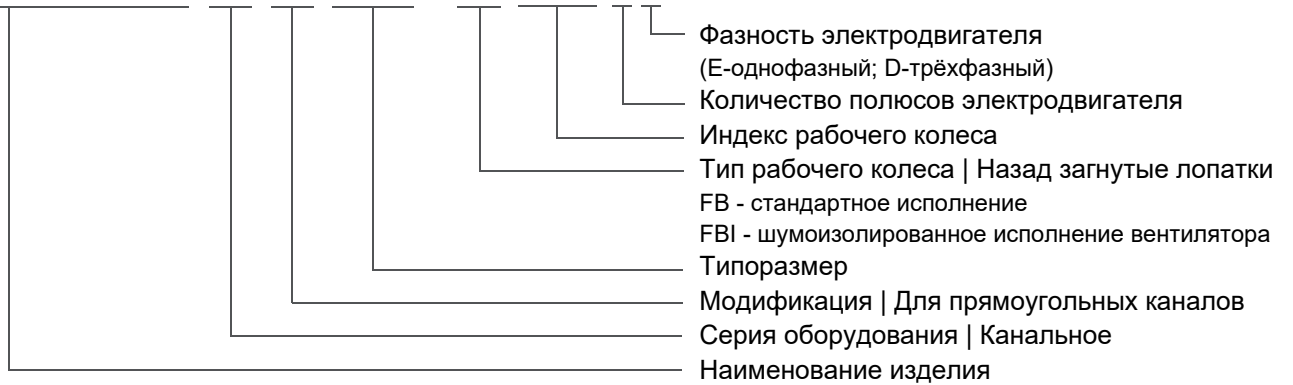 Фазность электродвигателя
(E-однофазный; D-трёхфазный)
Количество полюсов электродвигателя
Индекс рабочего колеса
Тип рабочего колеса | Назад загнутые лопатки
FB - стандартное исполнение
FBI - шумоизолированное исполнение вентилятора
Типоразмер
Модификация | Для прямоугольных каналов
Серия оборудования | Канальное
Наименование изделия